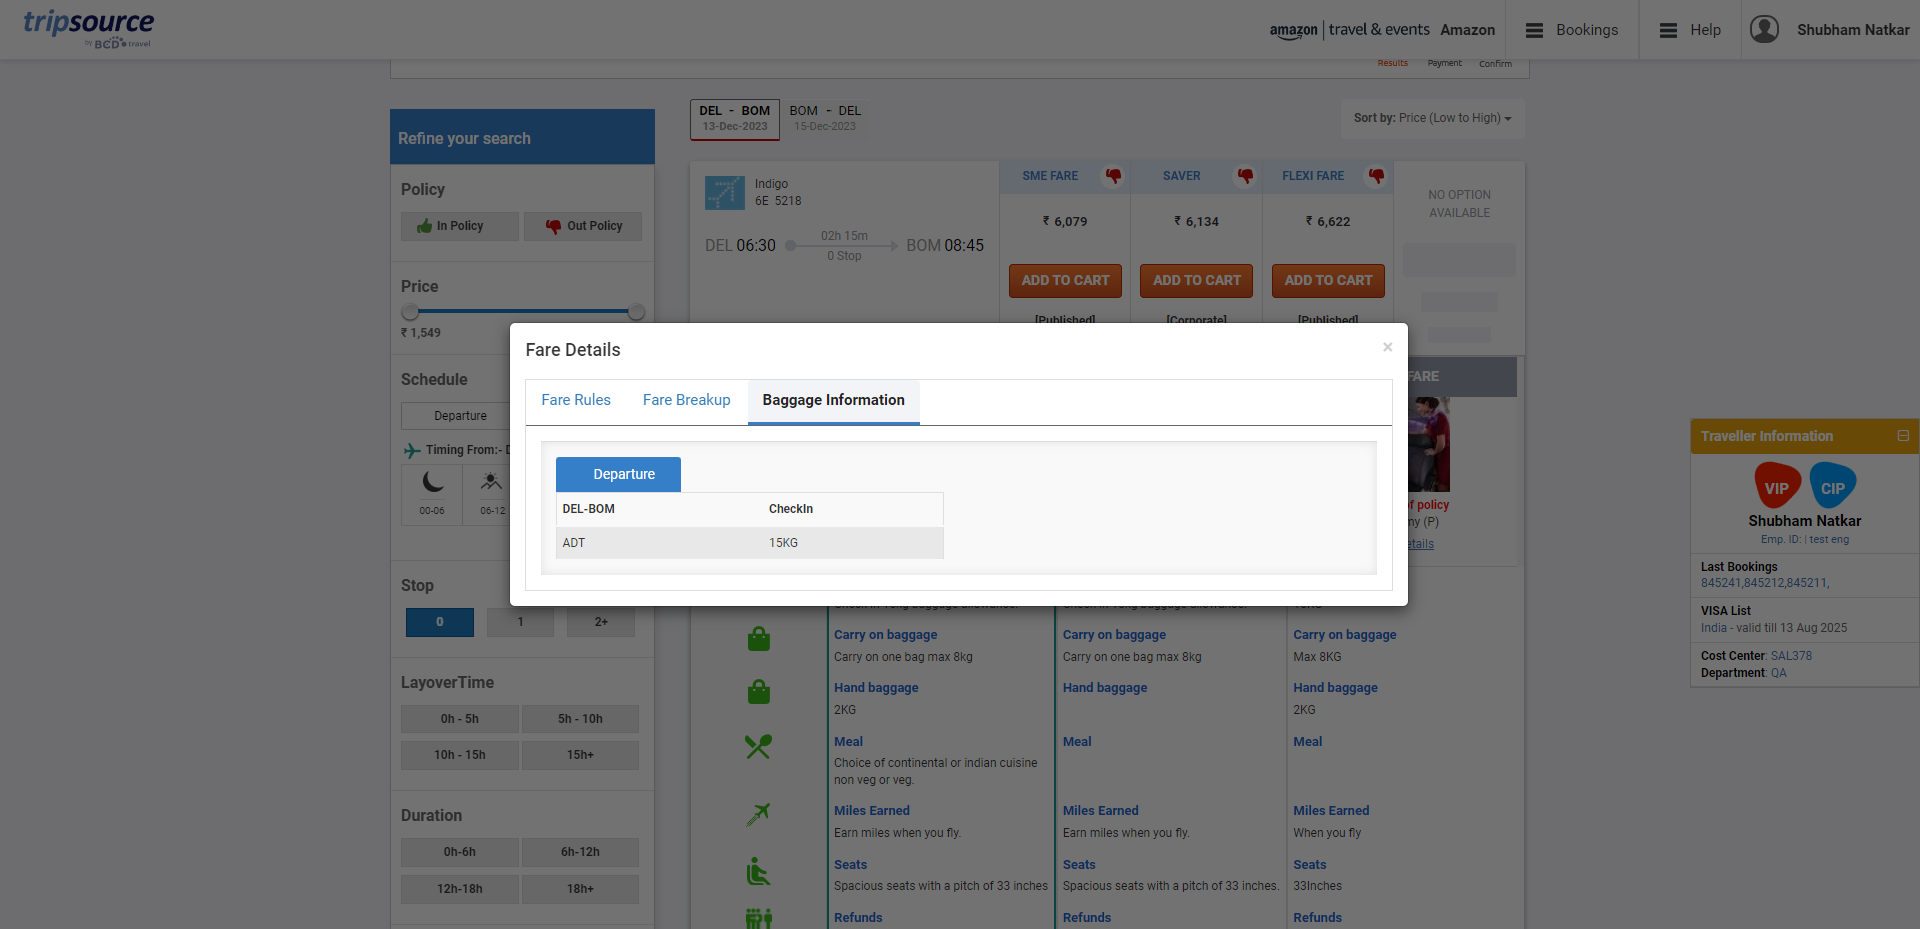 tripsource
by BCD travel
amazon | travel & events Amazon
Bookings
Help
Shubham Natkar
Results Payment Confirm
Refine your search
Policy
In Policy Out Policy
Price
₹ 1,549
Schedule
Departure
Timing From:-
00-06 06-12
Stop
0 1 2+
LayoverTime
0h - 5h 5h - 10h
10h - 15h 15h+
Duration
0h-6h 6h-12h
12h-18h 18h+
DEL - BOM
13-Dec-2023
BOM - DEL
15-Dec-2023
Sort by: Price (Low to High)
Indigo
6E 5218
DEL 06:30 02h 15m BOM 08:45
0 Stop
SME FARE SAVER FLEXI FARE
₹ 6,079 ₹ 6,134 ₹ 6,622
ADD TO CART ADD TO CART ADD TO CART
[Published] [Corporate] [Published]
NO OPTION
AVAILABLE
Fare Details
×
Fare Rules Fare Breakup Baggage Information
Departure
DEL-BOM CheckIn
ADT 15KG
FARE
of policy
(P)
Carry on baggage Carry on baggage Carry on baggage
Carry on one bag max 8kg Carry on one bag max 8kg Max 8KG
Hand baggage Hand baggage Hand baggage
2KG 2KG
Meal Meal Meal
Choice of continental or indian cuisine
non veg or veg.
Miles Earned Miles Earned Miles Earned
Earn miles when you fly. Earn miles when you fly. When you fly
Seats Seats Seats
Spacious seats with a pitch of 33 inches Spacious seats with a pitch of 33 inches. 33Inches
Refunds Refunds Refunds
Traveller Information
VIP CIP
Shubham Natkar
Emp. ID: | test eng
Last Bookings
845241,845212,845211,
VISA List
India - valid till 13 Aug 2025
Cost Center: SAL378
Department: QA